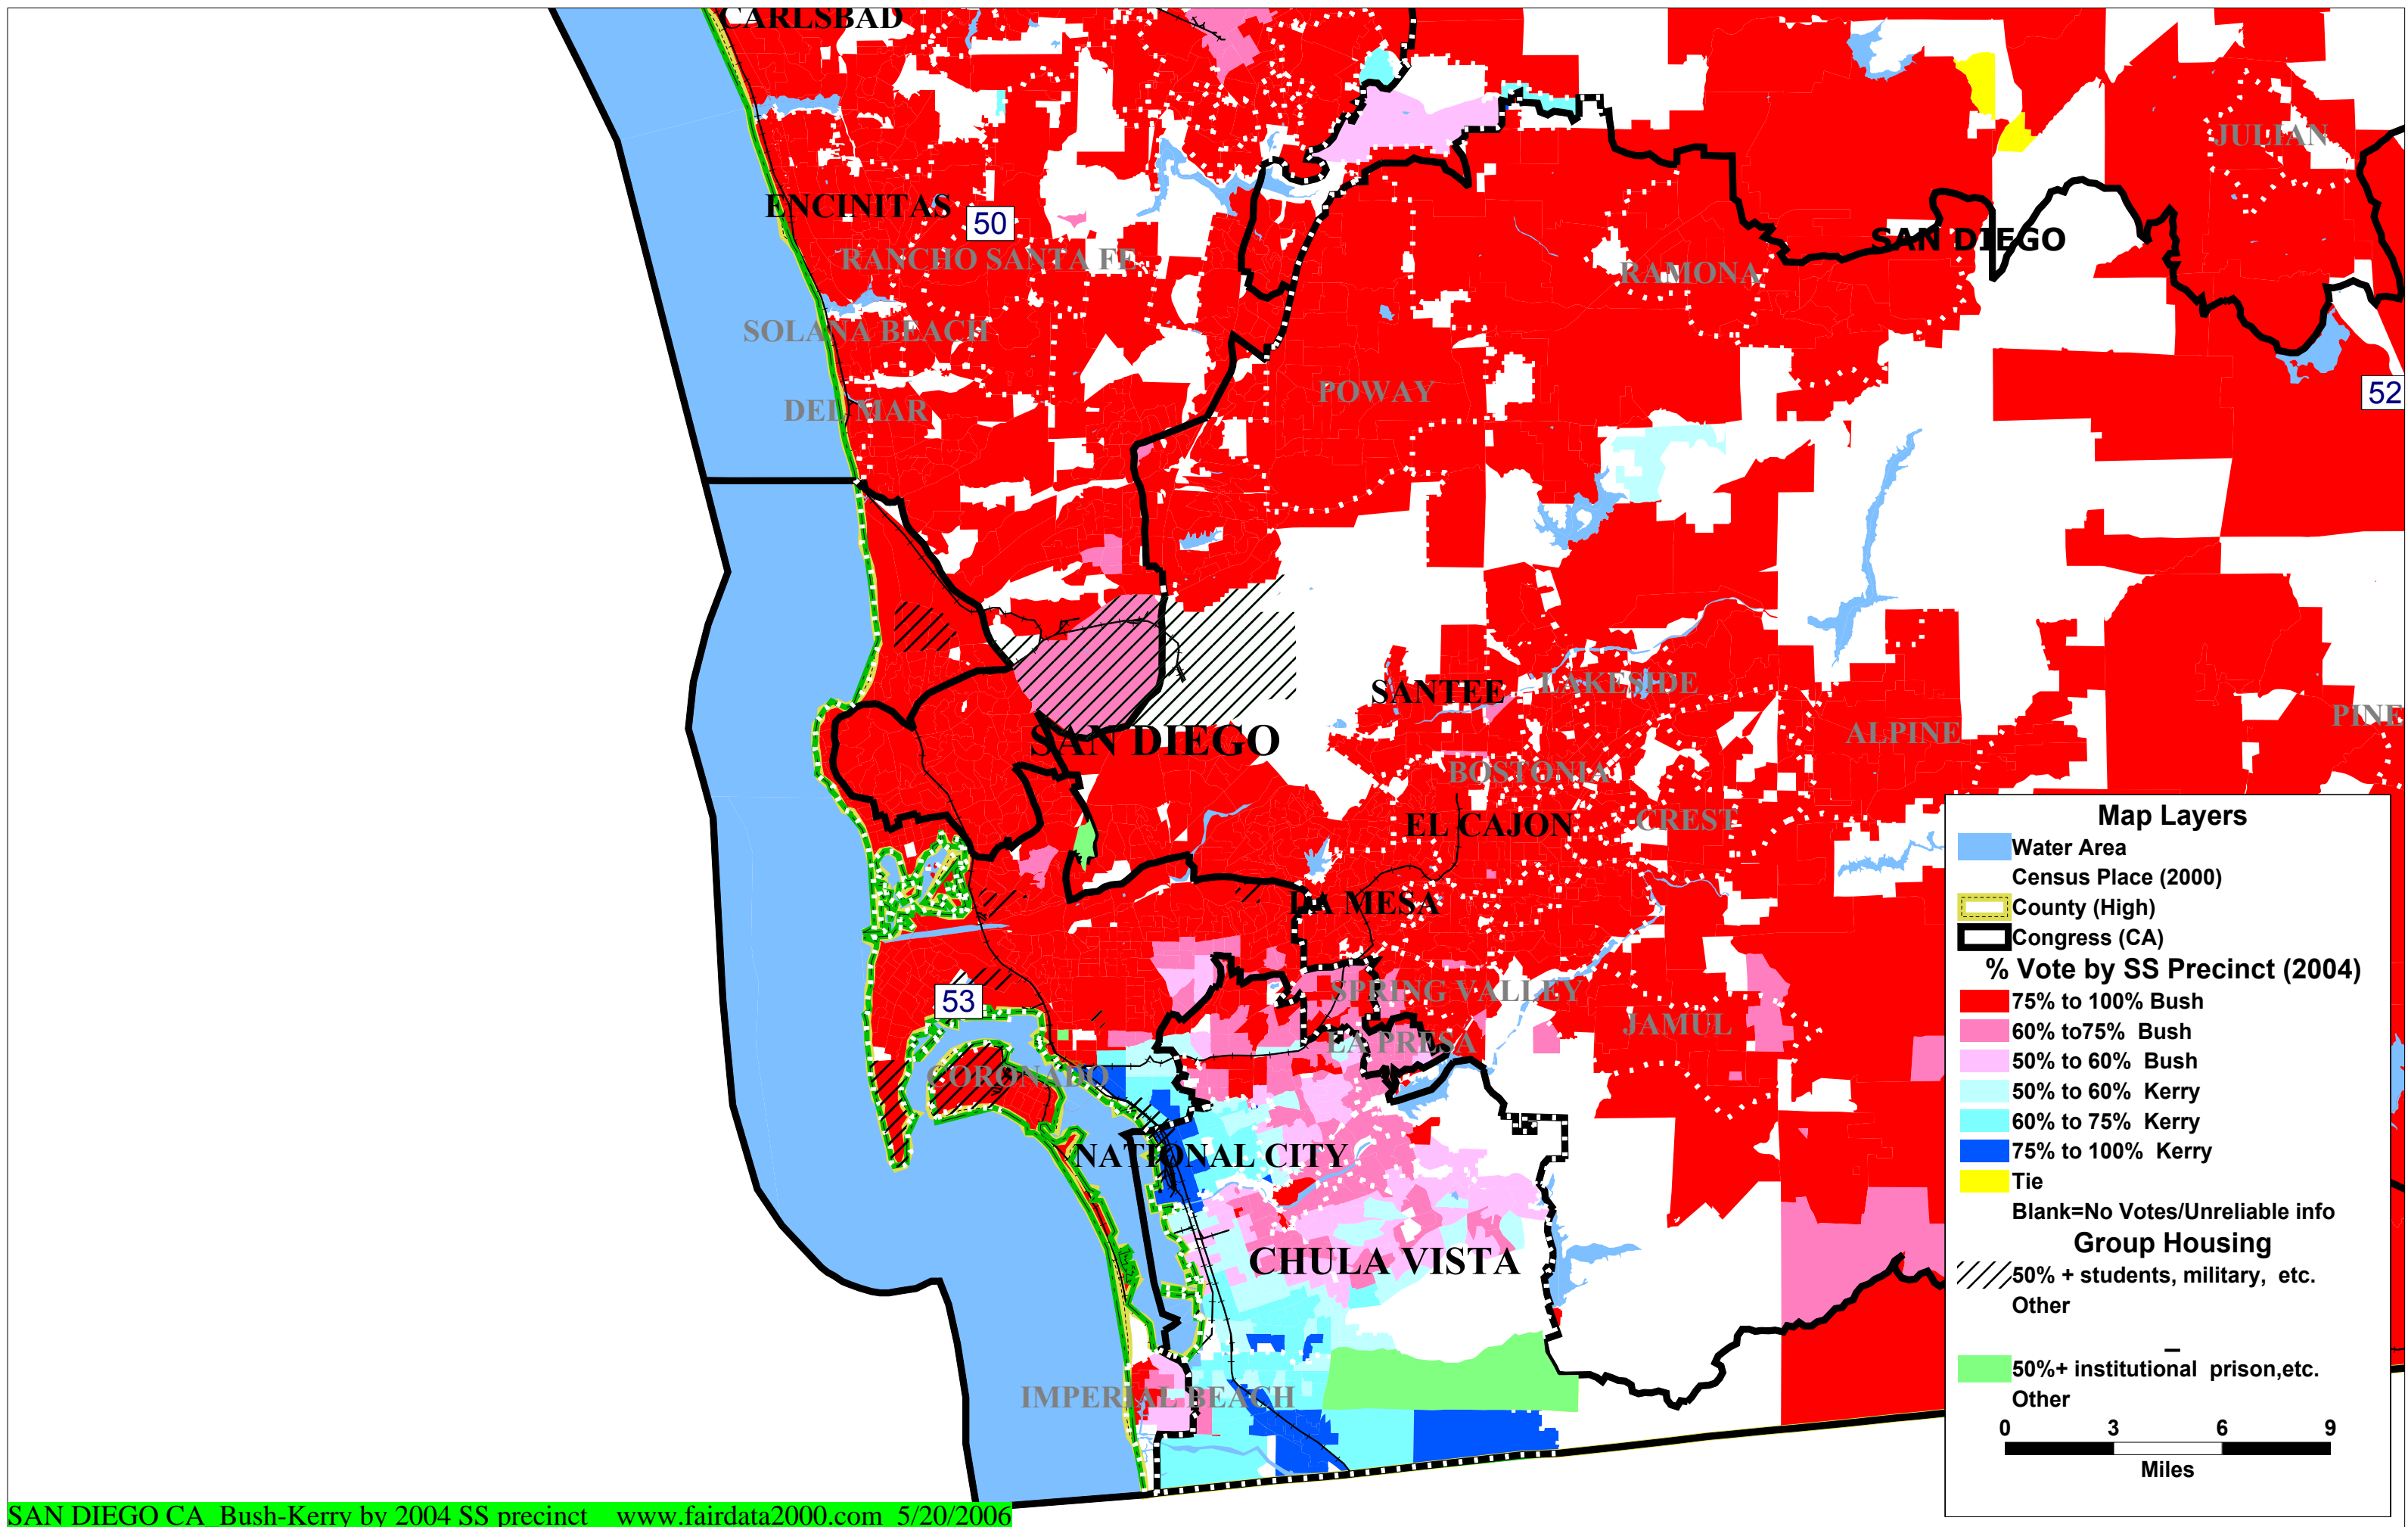 CARLSBAD
JULIAN
ENCINITAS
50
RANCHO SANTA FE
SAN DIEGO
RAMONA
SOLANA BEACH
POWAY
52
DEL MAR
SANTEE
LAKESIDE
PINE
ALPINE
SAN DIEGO
BOSTONIA
EL CAJON
CREST
LA MESA
53
SPRING VALLEY
JAMUL
LA PRESA
CORONADO
NATIONAL CITY
CHULA VISTA
IMPERIAL BEACH
Map Layers
Water Area
Census Place (2000)
County (High)
Congress (CA)
% Vote by SS Precinct (2004)
75% to 100% Bush
60% to75% Bush
50% to 60% Bush
50% to 60% Kerry
60% to 75% Kerry
75% to 100% Kerry
Tie
Blank=No Votes/Unreliable info
Group Housing
50% + students, military, etc.
Other
50%+ institutional prison,etc.
Other
0 3 6 9
Miles
SAN DIEGO CA Bush-Kerry by 2004 SS precinct www.fairdata2000.com 5/20/2006